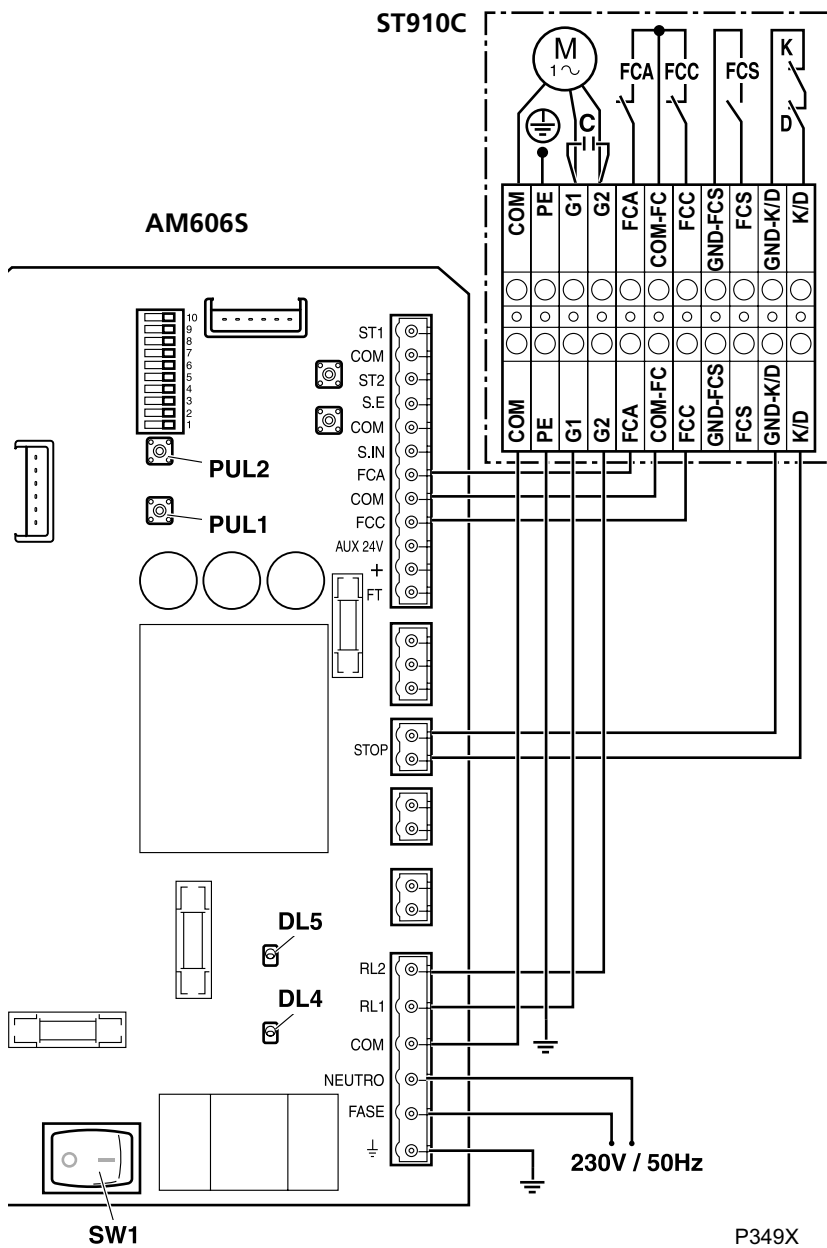 ST910C
M
1∿
C
FCA
FCC
FCS
K
D
COM
PE
G1
G2
FCA
COM-FC
FCC
GND-FCS
FCS
GND-K/D
K/D
COM
PE
G1
G2
FCA
COM-FC
FCC
GND-FCS
FCS
GND-K/D
K/D
AM606S
10
9
8
7
6
5
4
3
2
1
PUL2
PUL1
ST1
COM
ST2
S.E
COM
S.IN
FCA
COM
FCC
AUX 24V
+
FT
STOP
DL5
DL4
RL2
RL1
COM
NEUTRO
FASE
230V / 50Hz
SW1
P349X